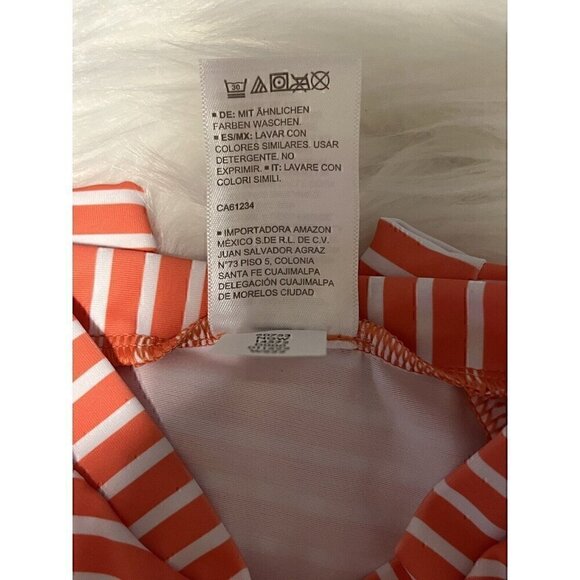 30
▪ DE: MIT ÄHNLICHEN
FARBEN WASCHEN.
▪ ES/MX: LAVAR CON
COLORES SIMILARES. USAR
DETERGENTE. NO
EXPRIMIR. ▪ IT: LAVARE CON
COLORI SIMILI.
CA61234
▪ IMPORTADORA AMAZON
MÉXICO S.DE R.L. DE C.V.
JUAN SALVADOR AGRAZ
N°73 PISO 5, COLONIA
SANTA FE CUAJIMALPA
DELEGACIÓN CUAJIMALPA
DE MORELOS CIUDAD